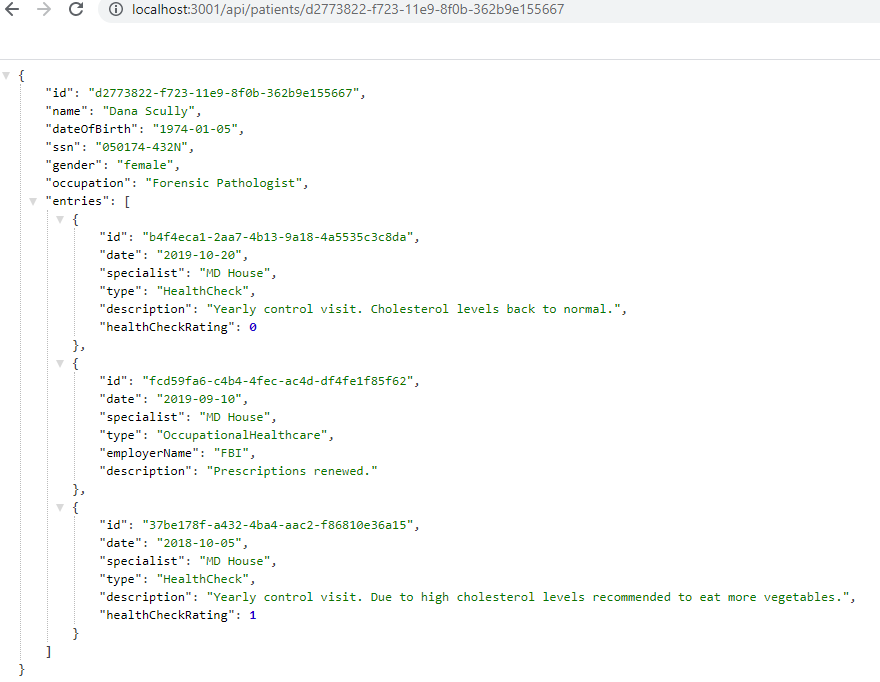 localhost:3001/api/patients/d2773822-f723-11e9-8f0b-362b9e155667
{
"id": "d2773822-f723-11e9-8f0b-362b9e155667",
"name": "Dana Scully",
"dateOfBirth": "1974-01-05",
"ssn": "050174-432N",
"gender": "female",
"occupation": "Forensic Pathologist",
"entries": [
{
"id": "b4f4eca1-2aa7-4b13-9a18-4a5535c3c8da",
"date": "2019-10-20",
"specialist": "MD House",
"type": "HealthCheck",
"description": "Yearly control visit. Cholesterol levels back to normal.",
"healthCheckRating": 0
},
{
"id": "fcd59fa6-c4b4-4fec-ac4d-df4fe1f85f62",
"date": "2019-09-10",
"specialist": "MD House",
"type": "OccupationalHealthcare",
"employerName": "FBI",
"description": "Prescriptions renewed."
},
{
"id": "37be178f-a432-4ba4-aac2-f86810e36a15",
"date": "2018-10-05",
"specialist": "MD House",
"type": "HealthCheck",
"description": "Yearly control visit. Due to high cholesterol levels recommended to eat more vegetables.",
"healthCheckRating": 1
}
]
}